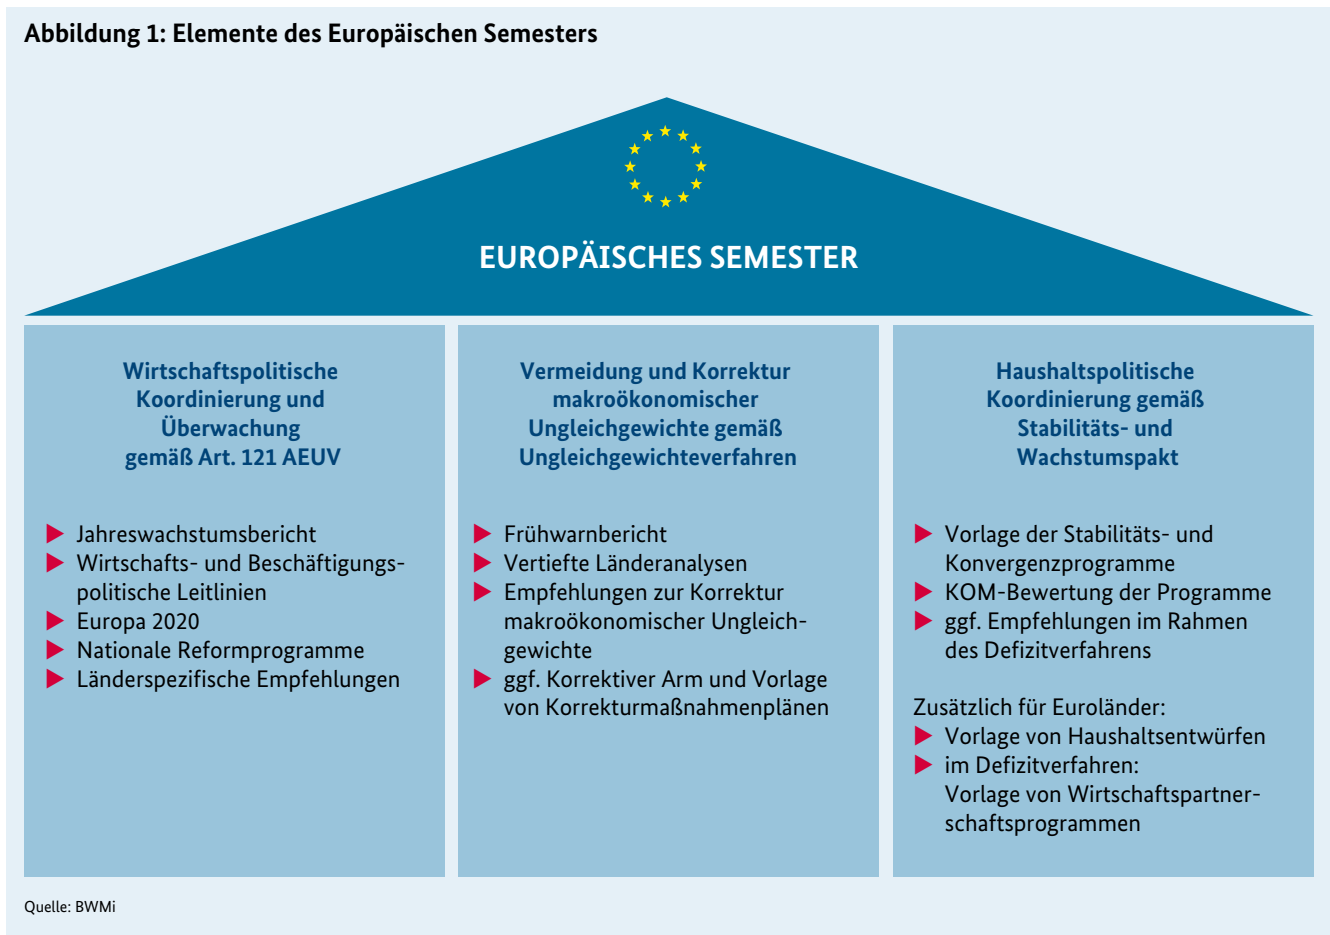 Abbildung 1: Elemente des Europäischen Semesters
EUROPÄISCHES SEMESTER
Wirtschaftspolitische
Koordinierung und
Überwachung
gemäß Art. 121 AEUV
Jahreswachstumsbericht
Wirtschafts- und Beschäftigungs-
politische Leitlinien
Europa 2020
Nationale Reformprogramme
Länderspezifische Empfehlungen
Vermeidung und Korrektur
makroökonomischer
Ungleichgewichte gemäß
Ungleichgewichteverfahren
Frühwarnbericht
Vertiefte Länderanalysen
Empfehlungen zur Korrektur
makroökonomischer Ungleich-
gewichte
ggf. Korrektiver Arm und Vorlage
von Korrekturmaßnahmenplänen
Haushaltspolitische
Koordinierung gemäß
Stabilitäts- und
Wachstumspakt
Vorlage der Stabilitäts- und
Konvergenzprogramme
KOM-Bewertung der Programme
ggf. Empfehlungen im Rahmen
des Defizitverfahrens
Zusätzlich für Euroländer:
Vorlage von Haushaltsentwürfen
im Defizitverfahren:
Vorlage von Wirtschaftspartner-
schaftsprogrammen
Quelle: BWMi